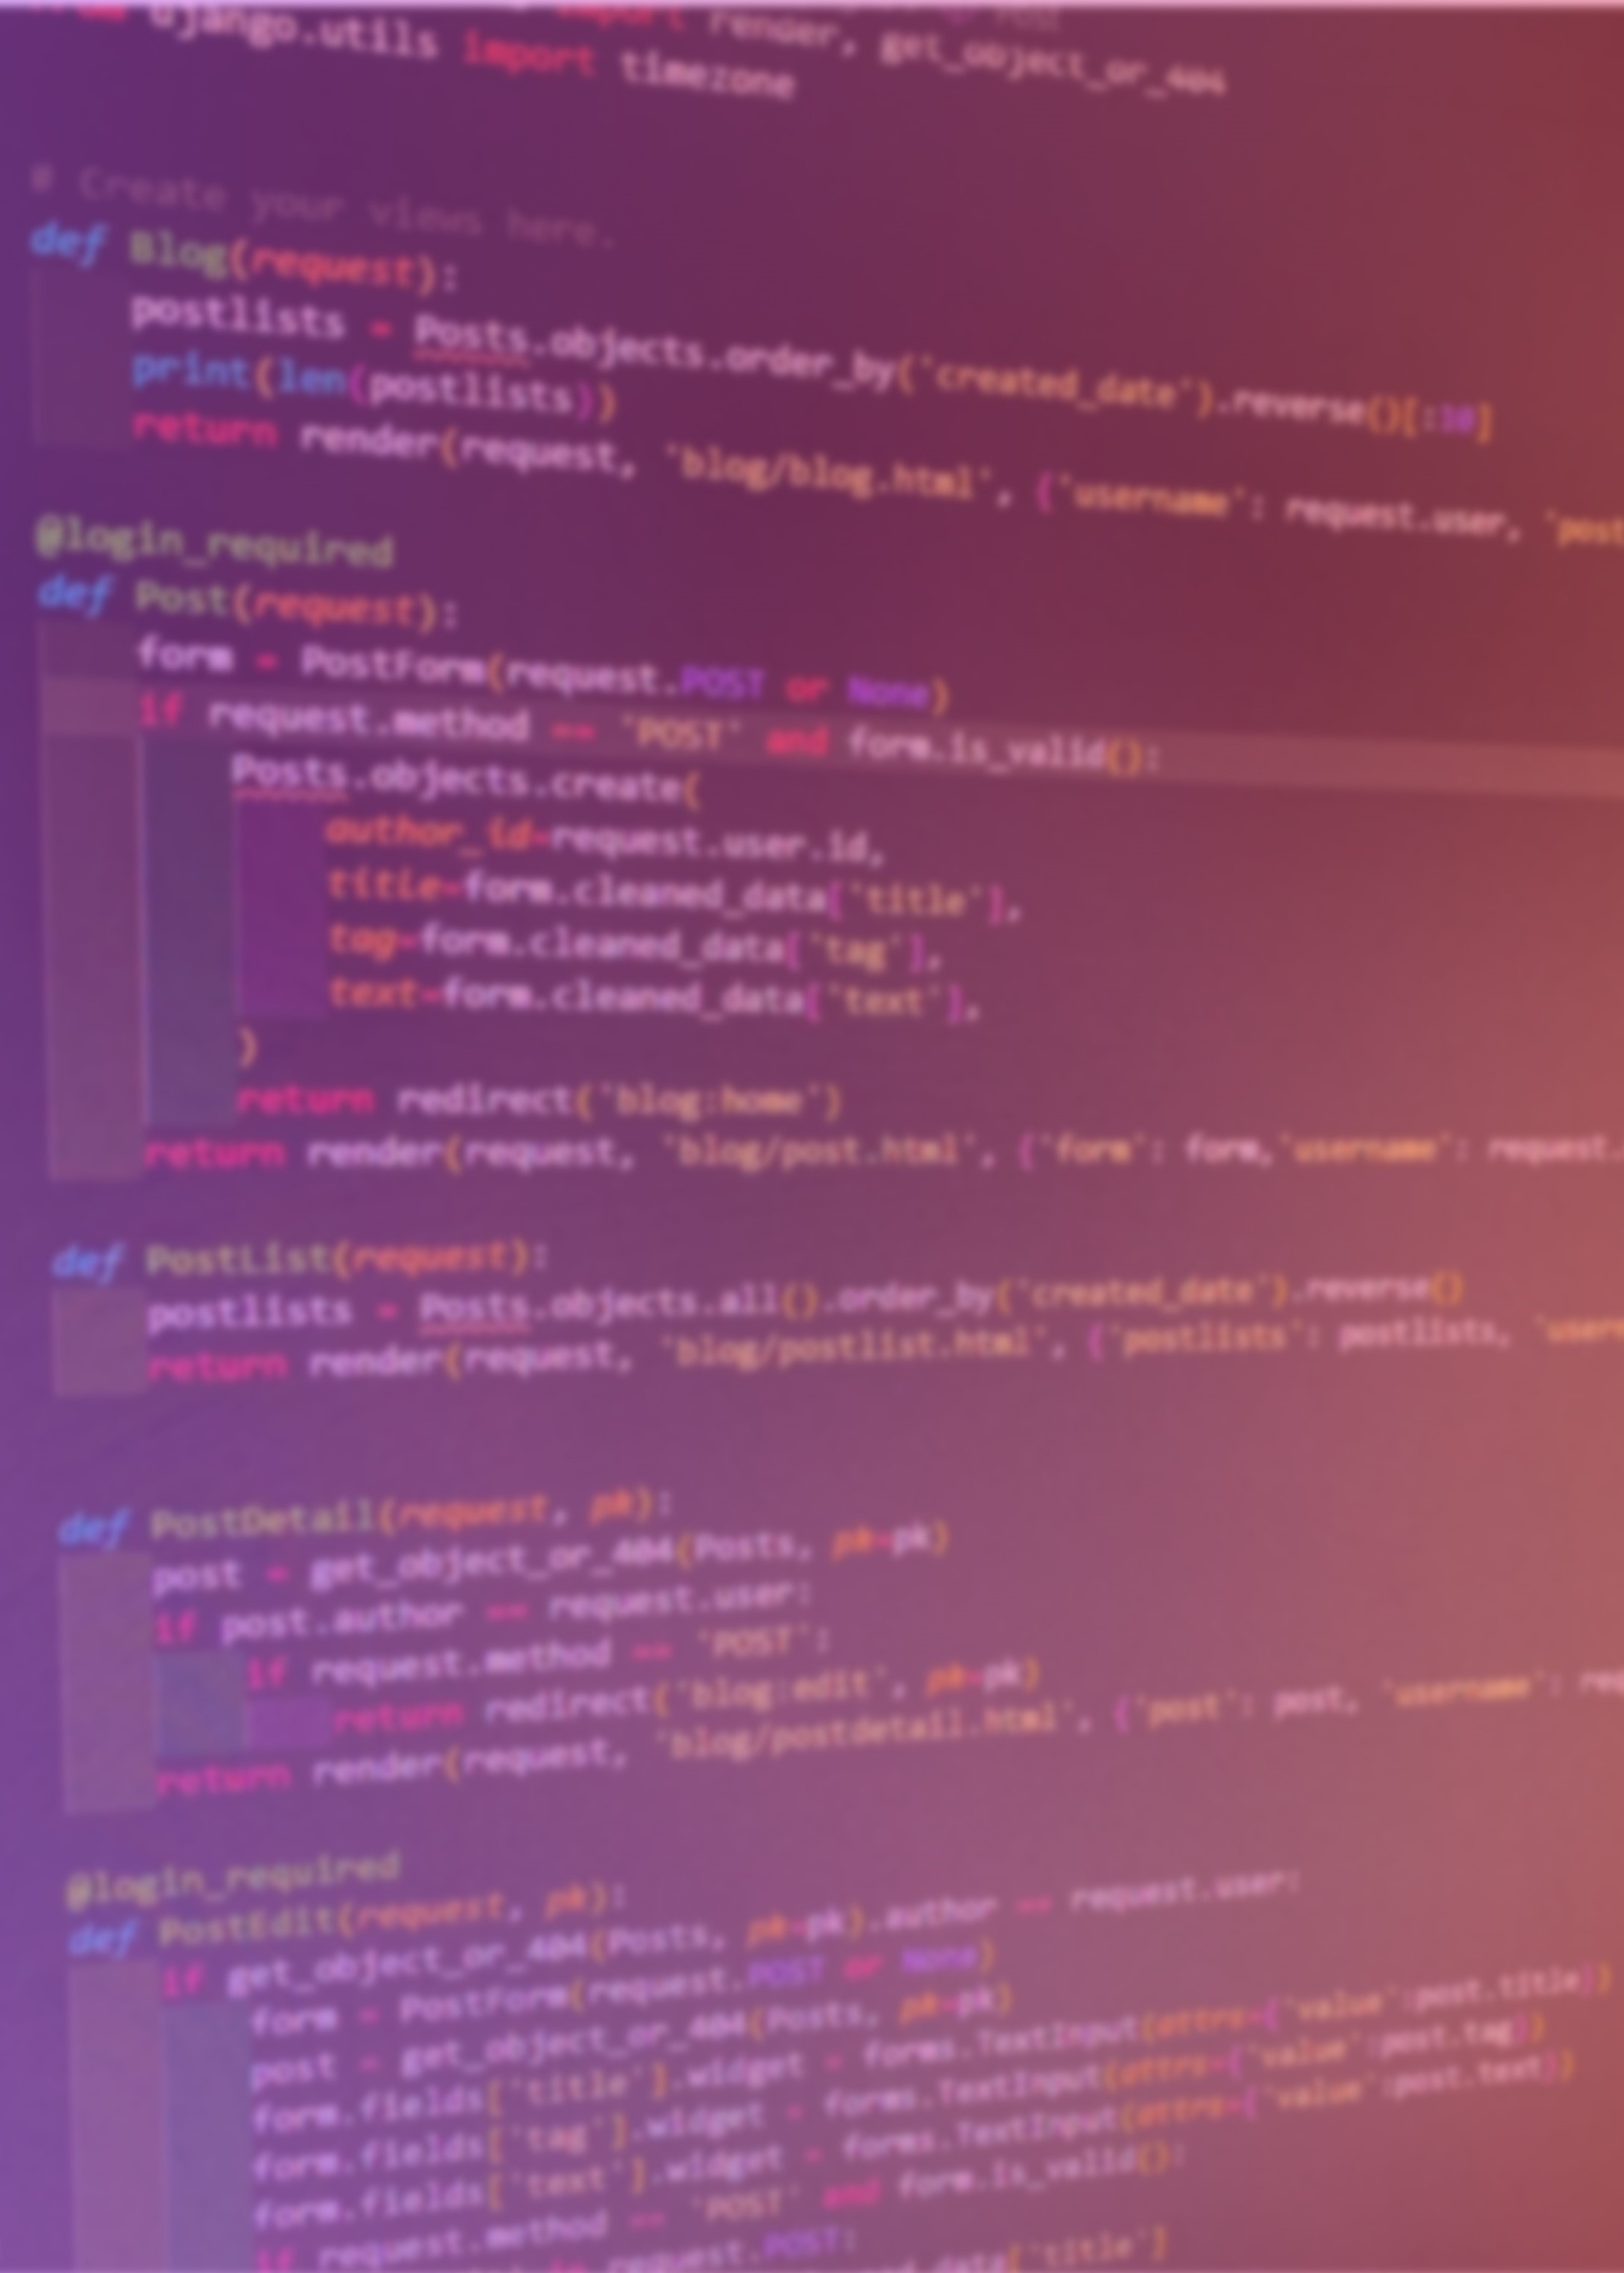 import render, get_object_or_404
django.utils import timezone
# Create your views here.
def Blog(request):
postlists = Posts.objects.order_by('created_date').reverse()[:10]
print(len(postlists))
return render(request, 'blog/blog.html', {'username': request.user, 'post
@login_required
def Post(request):
form = PostForm(request.POST or None)
if request.method == 'POST' and form.is_valid():
Posts.objects.create(
author_id=request.user.id,
title=form.cleaned_data['title'],
tag=form.cleaned_data['tag'],
text=form.cleaned_data['text'],
)
return redirect('blog:home')
return render(request, 'blog/post.html', {'form': form,'username': request.
def PostList(request):
postlists = Posts.objects.all().order_by('created_date').reverse()
return render(request, 'blog/postlist.html', {'postlists': postlists, 'usern
def PostDetail(request, pk):
post = get_object_or_404(Posts, pk=pk)
if post.author == request.user:
if request.method == 'POST':
return redirect('blog:edit', pk=pk)
return render(request, 'blog/postdetail.html', {'post': post, 'username': req
@login_required
def PostEdit(request, pk):
if get_object_or_404(Posts, pk=pk).author == request.user:
form = PostForm(request.POST or None)
post = get_object_or_404(Posts, pk=pk)
form.fields['title'].widget = forms.TextInput(attrs={'value':post.title})
form.fields['tag'].widget = forms.TextInput(attrs={'value':post.tag})
form.fields['text'].widget = forms.TextInput(attrs={'value':post.text})
if request.method == 'POST' and form.is_valid():
request.POST:
['title']